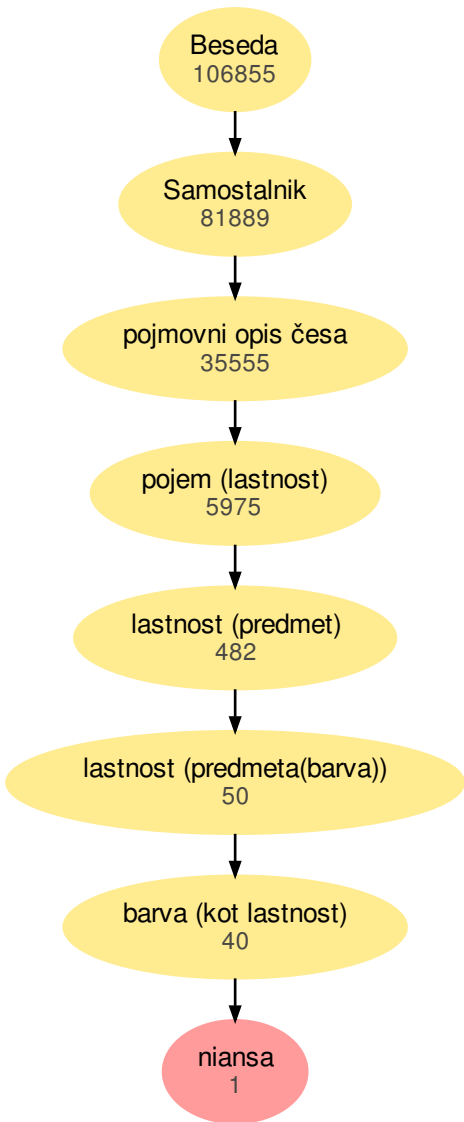 Beseda
106855
Samostalnik
81889
pojmovni opis česa
35555
pojem (lastnost)
5975
lastnost (predmet)
482
lastnost (predmeta(barva))
50
barva (kot lastnost)
40
niansa
1